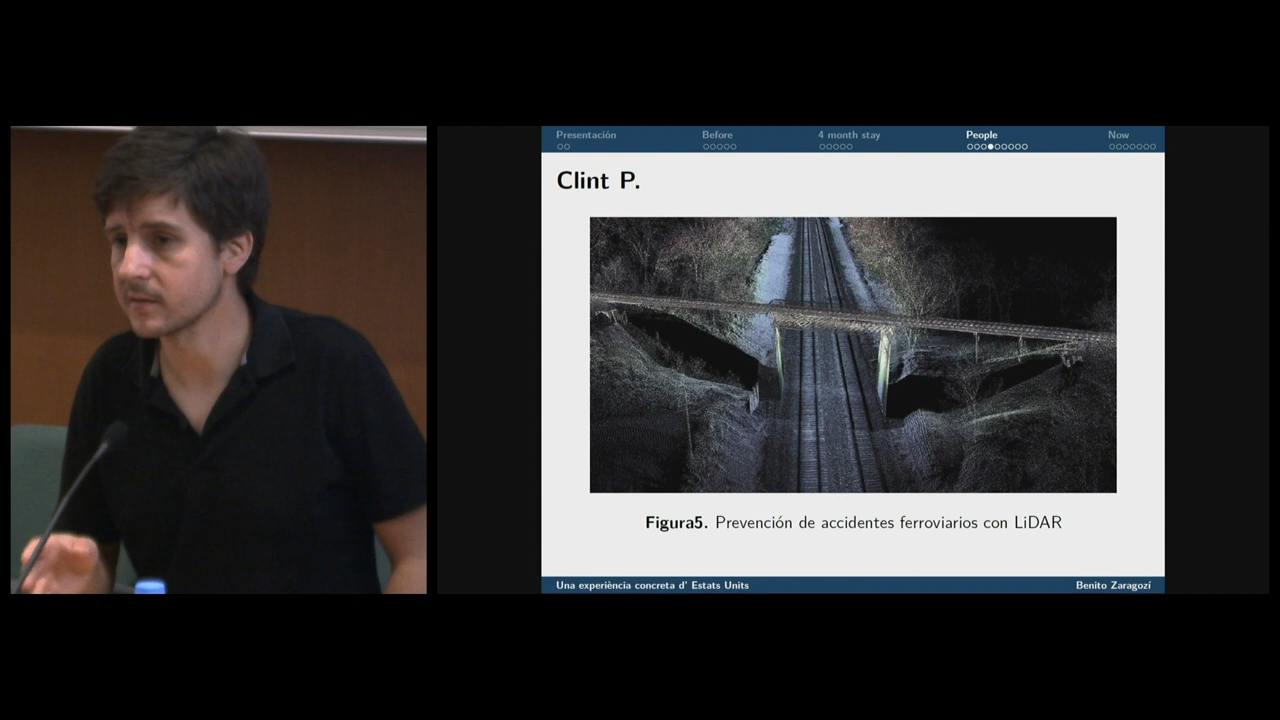 Presentación
Before
4 month stay
People
Now
Clint P.
Figura5. Prevención de accidentes ferroviarios con LiDAR
Una experiència concreta d' Estats Units
Benito Zaragozí